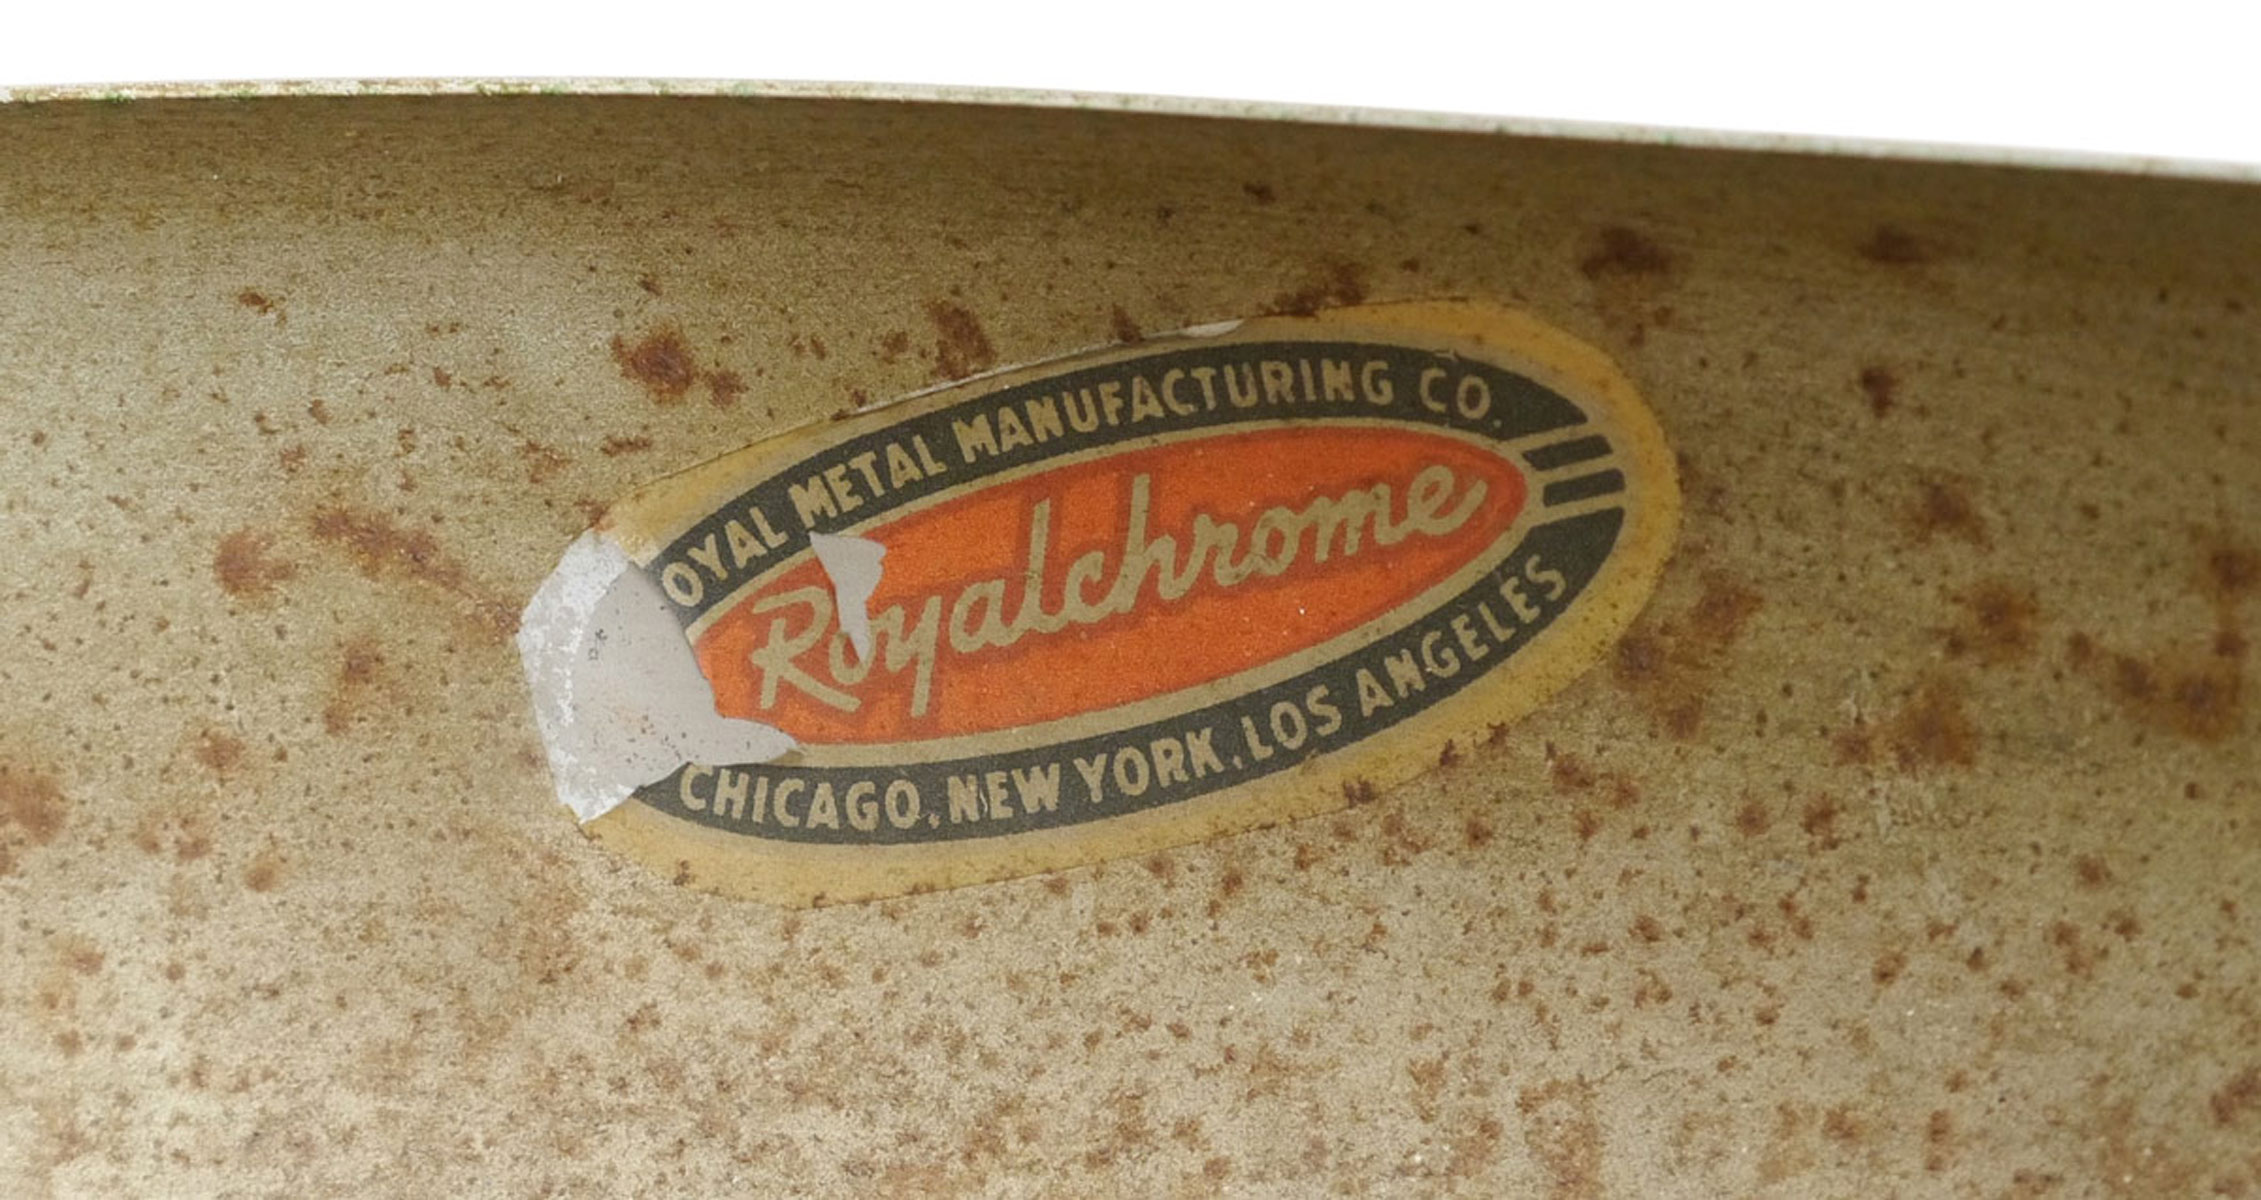 OYAL METAL MANUFACTURING CO.
Royalchrome
CHICAGO, NEW YORK, LOS ANGELES